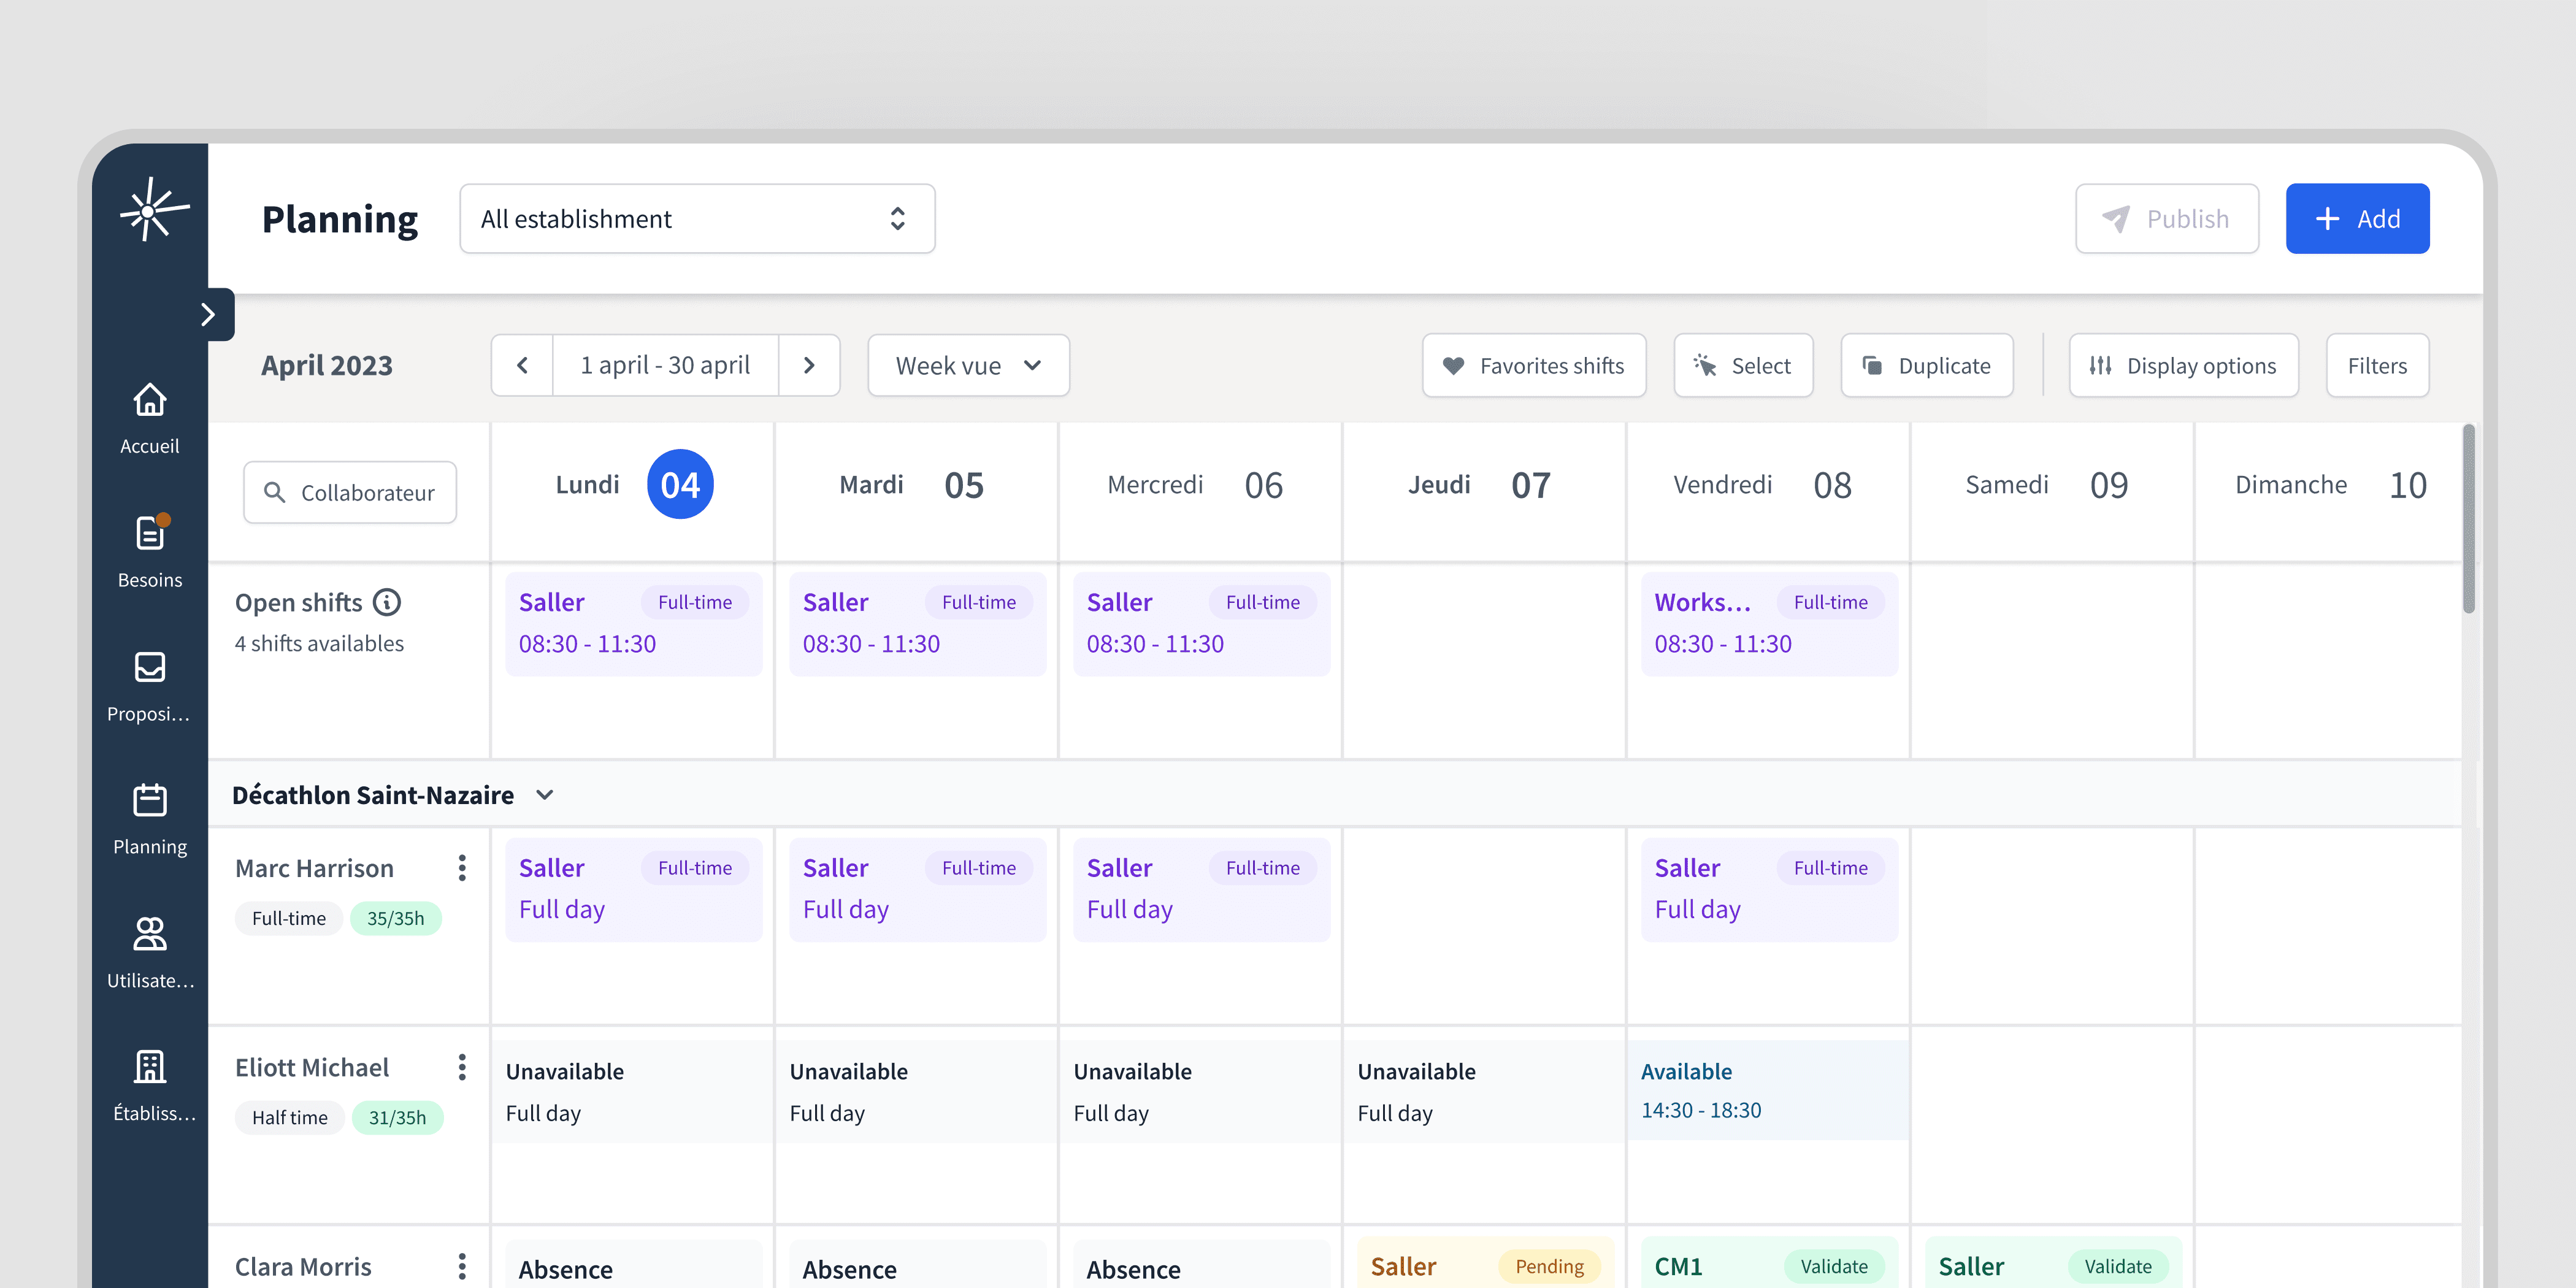 Planning
All establishment
Publish
Add
April 2023
1 april - 30 april
Week vue
Favorites shifts
Select
Duplicate
Display options
Filters
Accueil
Besoins
Proposi...
Planning
Utilisate...
Établiss...
Collaborateur
Lundi 04
Mardi 05
Mercredi 06
Jeudi 07
Vendredi 08
Samedi 09
Dimanche 10
Open shifts
4 shifts availables
Saller Full-time
08:30 - 11:30
Saller Full-time
08:30 - 11:30
Saller Full-time
08:30 - 11:30
Works... Full-time
08:30 - 11:30
Décathlon Saint-Nazaire
Marc Harrison
Full-time 35/35h
Saller Full-time
Full day
Saller Full-time
Full day
Saller Full-time
Full day
Saller Full-time
Full day
Eliott Michael
Half time 31/35h
Unavailable
Full day
Unavailable
Full day
Unavailable
Full day
Unavailable
Full day
Available
14:30 - 18:30
Clara Morris
Absence
Absence
Absence
Saller Pending
CM1 Validate
Saller Validate